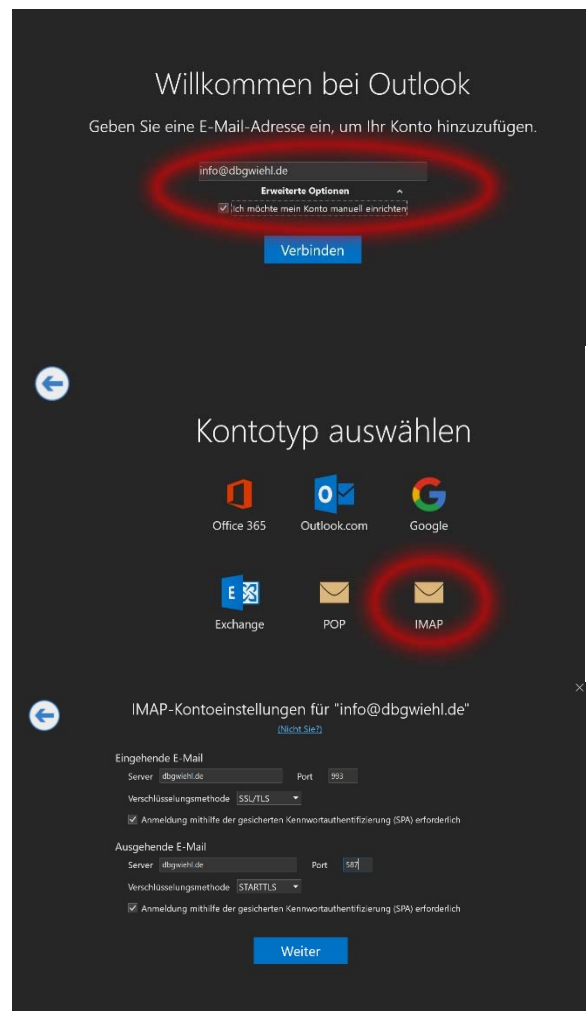 Willkommen bei Outlook
Geben Sie eine E-Mail-Adresse ein, um Ihr Konto hinzuzufügen.
info@dbgwiehl.de
Erweiterte Optionen
Ich möchte mein Konto manuell einrichten
Verbinden
Kontotyp auswählen
Office 365 Outlook.com Google
Exchange POP IMAP
IMAP-Kontoeinstellungen für "info@dbgwiehl.de"
(Nicht Sie?)
Eingehende E-Mail
Server dbgwiehl.de Port 993
Verschlüsselungsmethode SSL/TLS
Anmeldung mithilfe der gesicherten Kennwortauthentifizierung (SPA) erforderlich
Ausgehende E-Mail
Server dbgwiehl.de Port 587
Verschlüsselungsmethode STARTTLS
Anmeldung mithilfe der gesicherten Kennwortauthentifizierung (SPA) erforderlich
Weiter